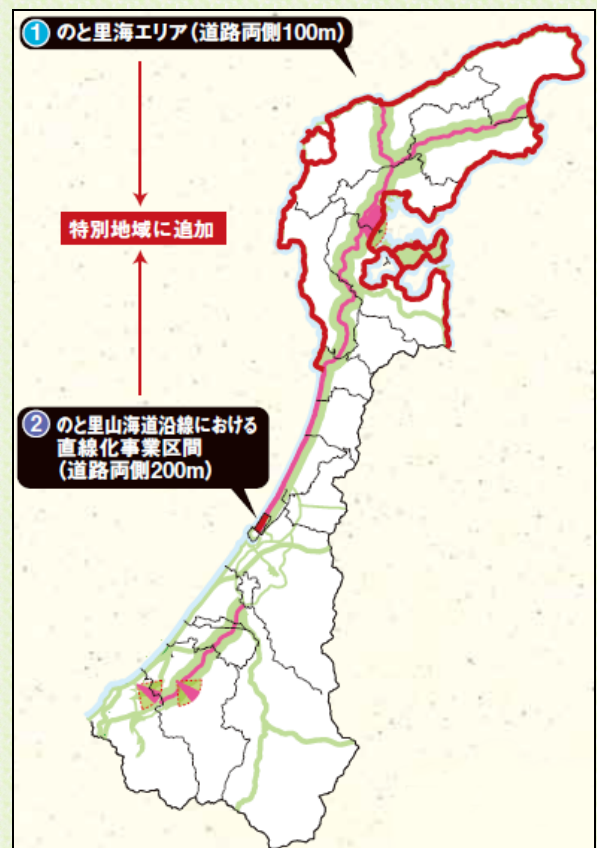 ① のと里海エリア(道路両側100m)
特別地域に追加
② のと里山海道沿線における
直線化事業区間
(道路両側200m)